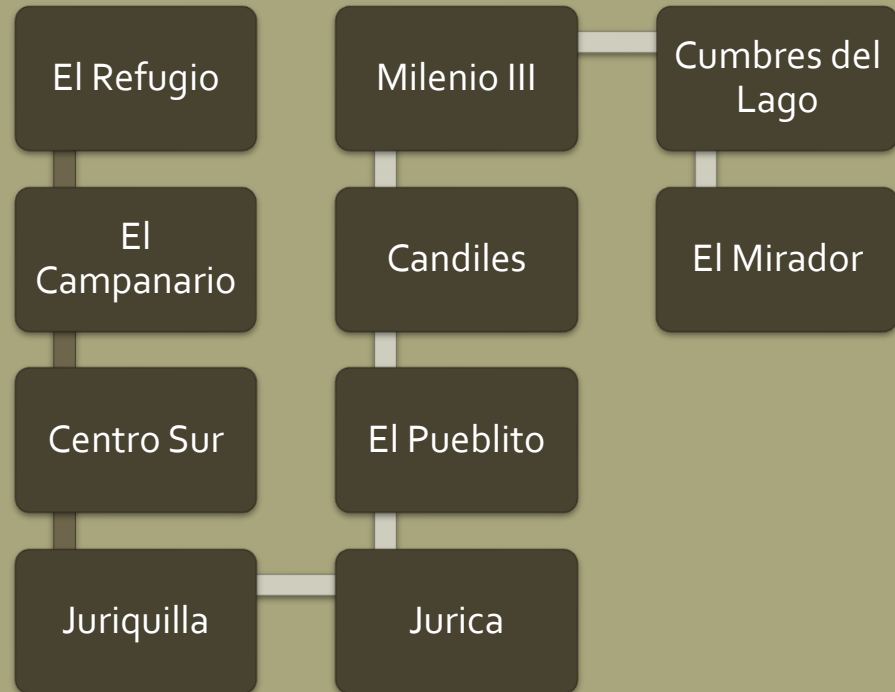 El Refugio
El
Campanario
Centro Sur
Juriquilla
Jurica
El Pueblito
Candiles
Milenio III
Cumbres del
Lago
El Mirador